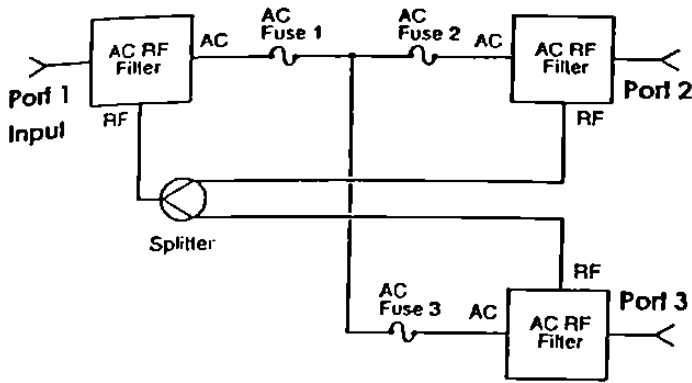 AC
Fuse 1
AC
Fuse 2
AC
AC
AC RF
Filter
AC RF
Filter
Port 1
Input
RF
Port 2
RF
Splitter
RF
AC
Fuse 3
AC
Port 3
AC RF
Filter